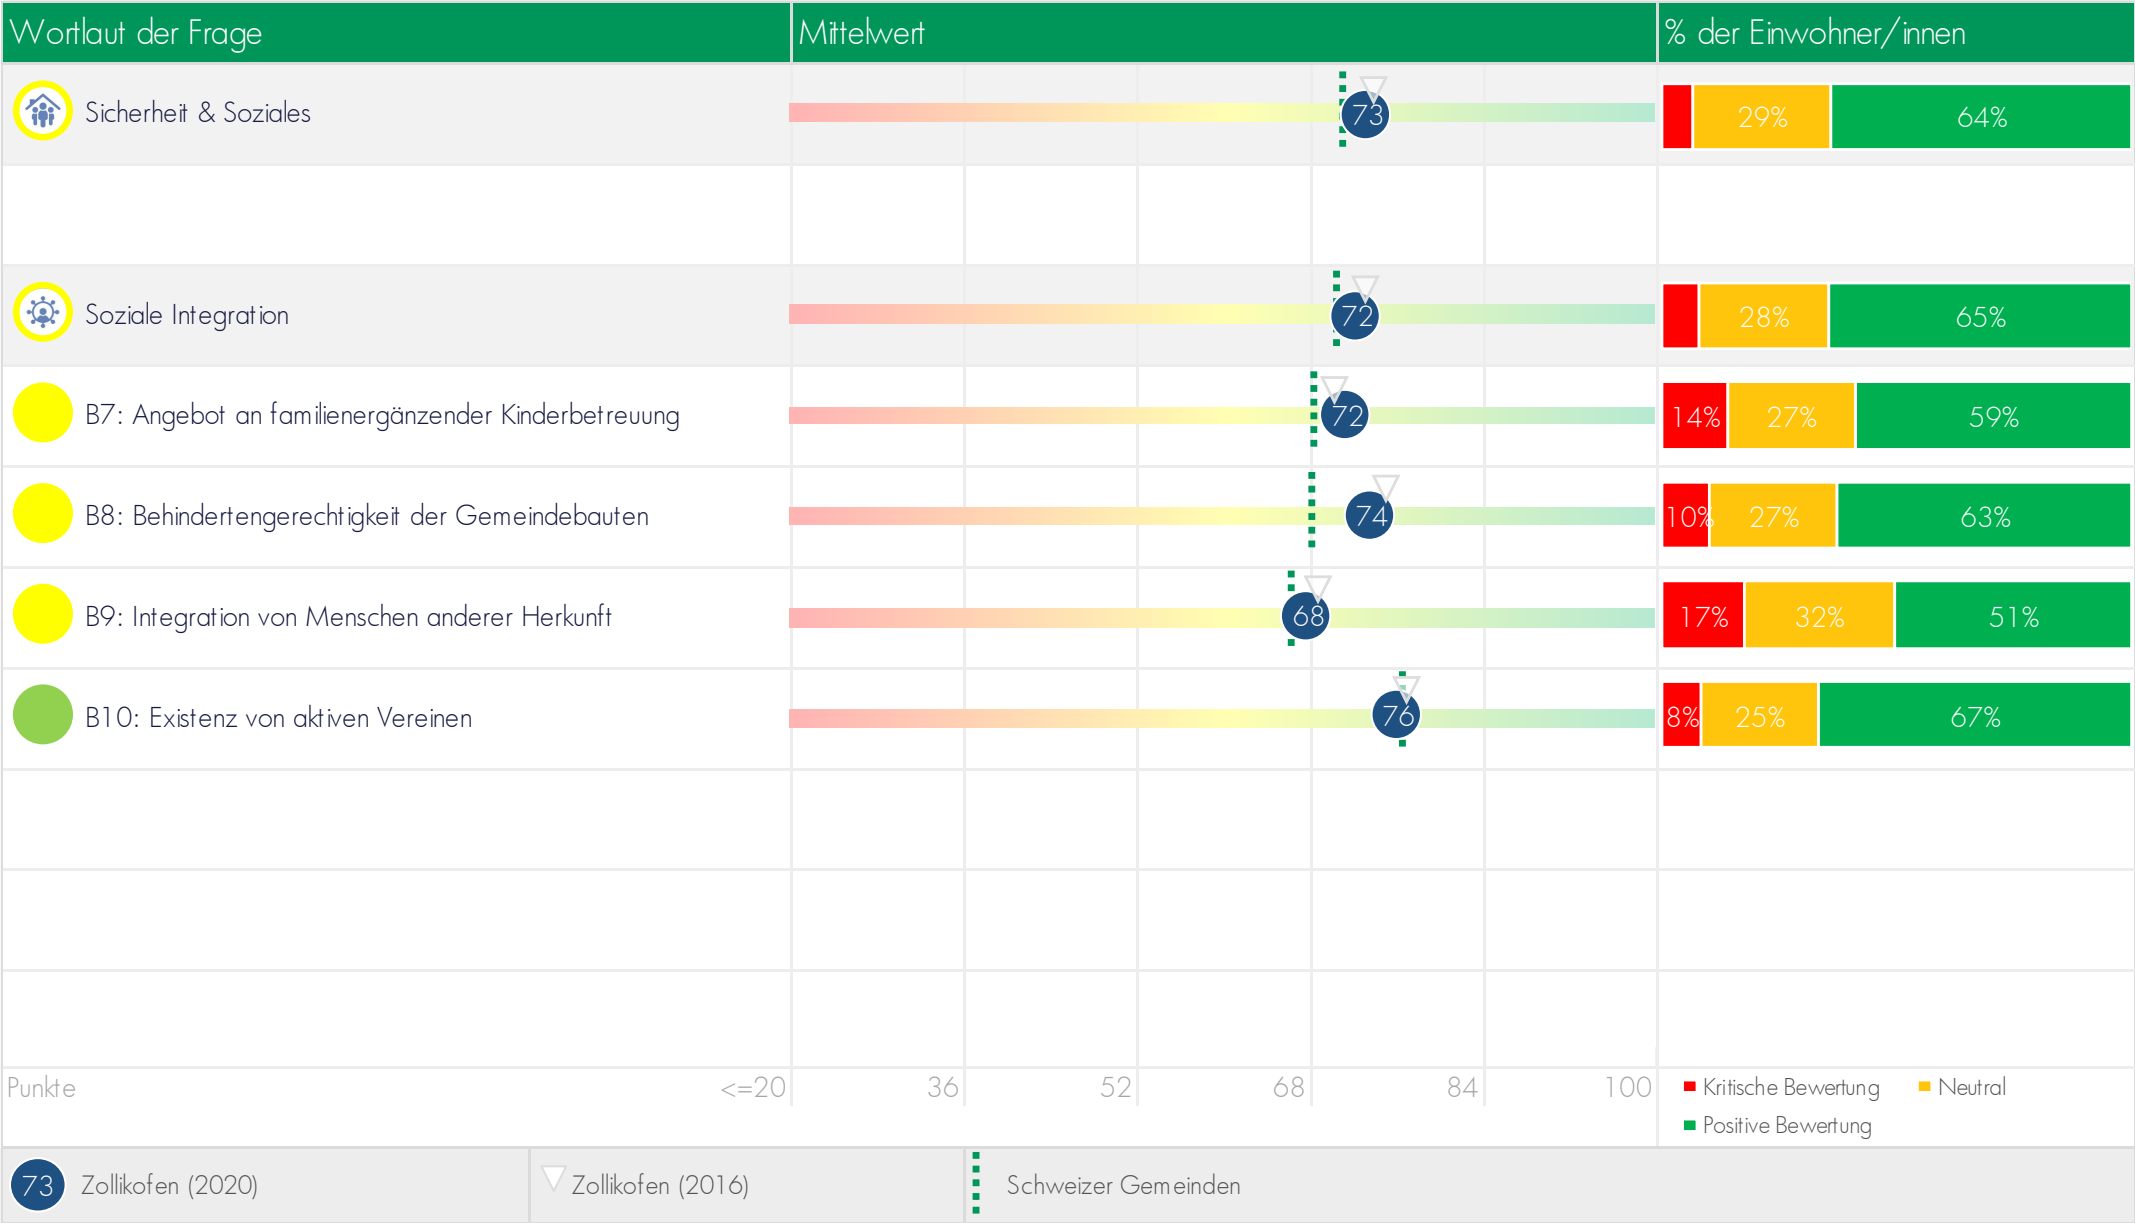 Wortlaut der Frage Mittelwert % der Einwohner/innen
Sicherheit & Soziales 73 29% 64%
Soziale Integration 72 28% 65%
B7: Angebot an familienergänzender Kinderbetreuung 72 14% 27% 59%
B8: Behindertengerechtigkeit der Gemeindebauten 74 10% 27% 63%
B9: Integration von Menschen anderer Herkunft 68 17% 32% 51%
B10: Existenz von aktiven Vereinen 76 8% 25% 67%
Punkte <=20 36 52 68 84 100
Kritische Bewertung Neutral
Positive Bewertung
73 Zollikofen (2020) Zollikofen (2016) Schweizer Gemeinden